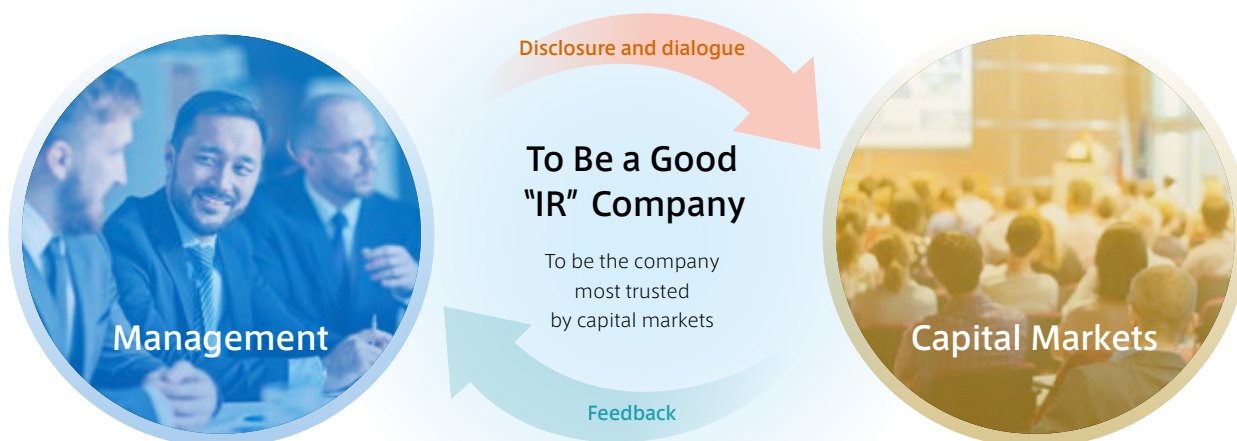 Disclosure and dialogue
To Be a Good
“IR” Company
To be the company
most trusted
by capital markets
Management
Capital Markets
Feedback